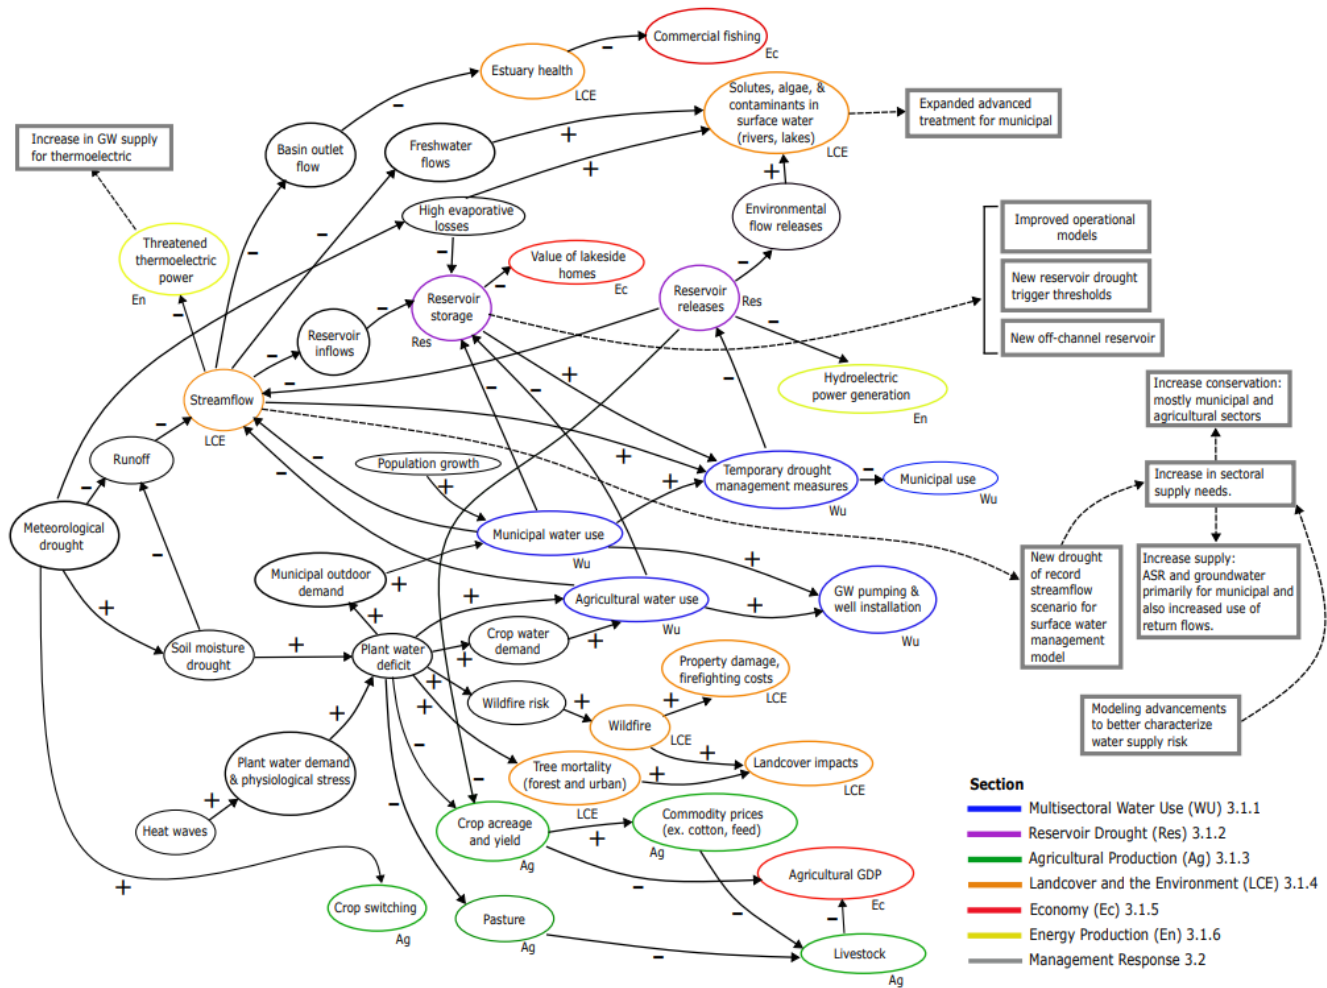 Commercial fishing
Ec
Estuary health
LCE
Solutes, algae, &
contaminants in
surface water
(rivers, lakes)
LCE
Expanded advanced
treatment for municipal
Increase in GW supply
for thermoelectric
Basin outlet
flow
Freshwater
flows
High evaporative
losses
Environmental
flow releases
Improved operational
models
New reservoir drought
trigger thresholds
New off-channel reservoir
Threatened
thermoelectric
power
En
Value of lakeside
homes
Ec
Reservoir
storage
Res
Reservoir
releases
Res
Reservoir
inflows
Hydroelectric
power generation
En
Streamflow
LCE
Increase conservation:
mostly municipal and
agricultural sectors
Runoff
Population growth
Temporary drought
management measures
Wu
Municipal use
Wu
Increase in sectoral
supply needs.
Meteorological
drought
Municipal water use
Wu
Municipal outdoor
demand
Agricultural water use
Wu
GW pumping &
well installation
Wu
New drought
of record
streamflow
scenario for
surface water
management
model
Increase supply:
ASR and groundwater
primarily for municipal and
also increased use of
return flows.
Soil moisture
drought
Plant water
deficit
Crop water
demand
Property damage,
firefighting costs
LCE
Wildfire risk
Wildfire
LCE
Modeling advancements
to better characterize
water supply risk
Plant water demand
& physiological stress
Tree mortality
(forest and urban)
LCE
Landcover impacts
LCE
Heat waves
Crop acreage
and yield
Ag
Commodity prices
(ex. cotton, feed)
Ag
Agricultural GDP
Ec
Crop switching
Ag
Pasture
Ag
Livestock
Ag
Section
Multisectoral Water Use (WU) 3.1.1
Reservoir Drought (Res) 3.1.2
Agricultural Production (Ag) 3.1.3
Landcover and the Environment (LCE) 3.1.4
Economy (Ec) 3.1.5
Energy Production (En) 3.1.6
Management Response 3.2